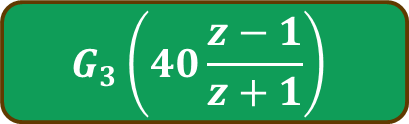 G₃(40 (z − 1)/(z + 1))